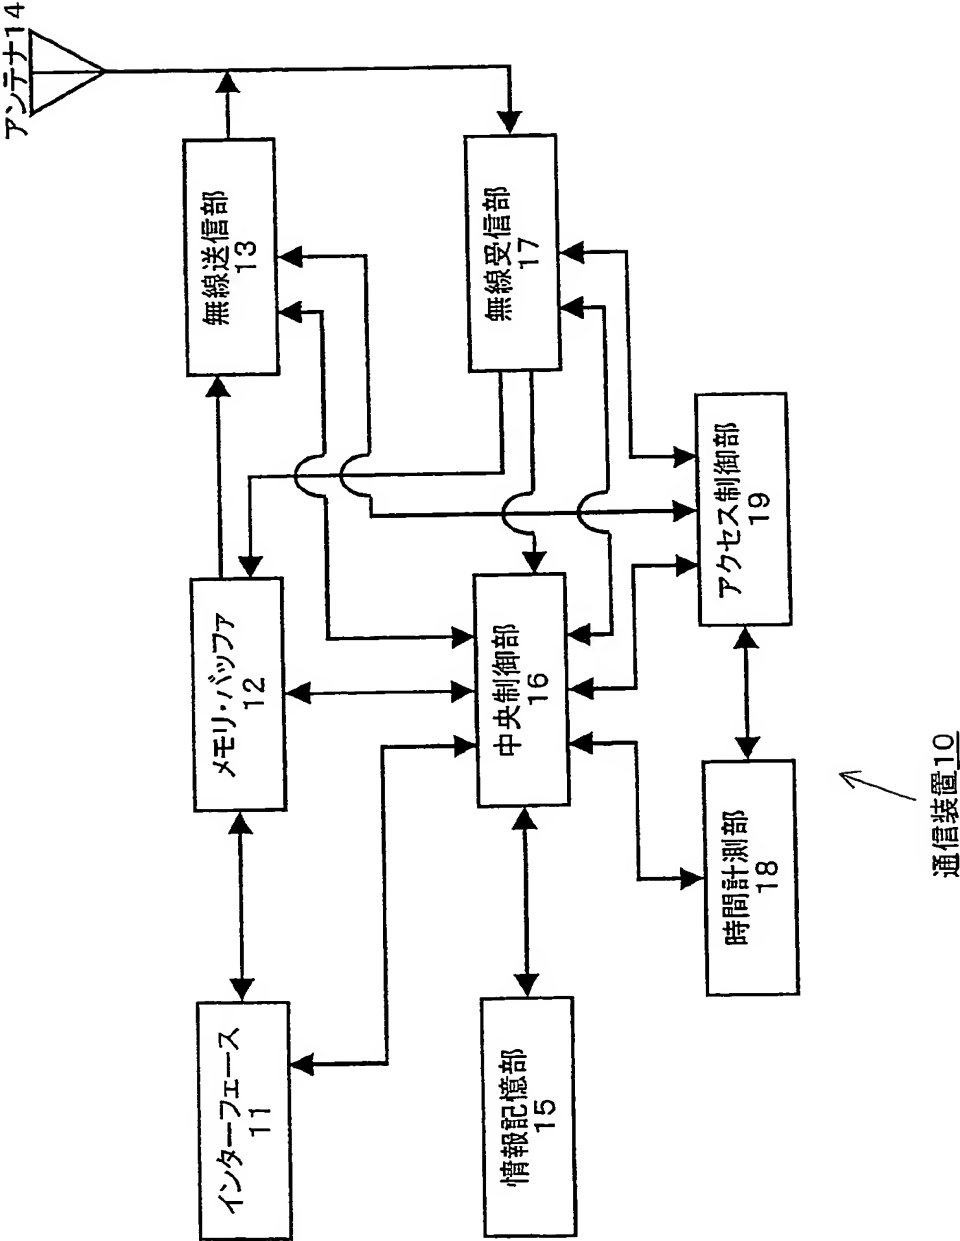 アンテナ14
インターフェース
11
メモリ・バッファ
12
無線送信部
13
情報記憶部
15
中央制御部
16
無線受信部
17
時間計測部
18
アクセス制御部
19
通信装置10